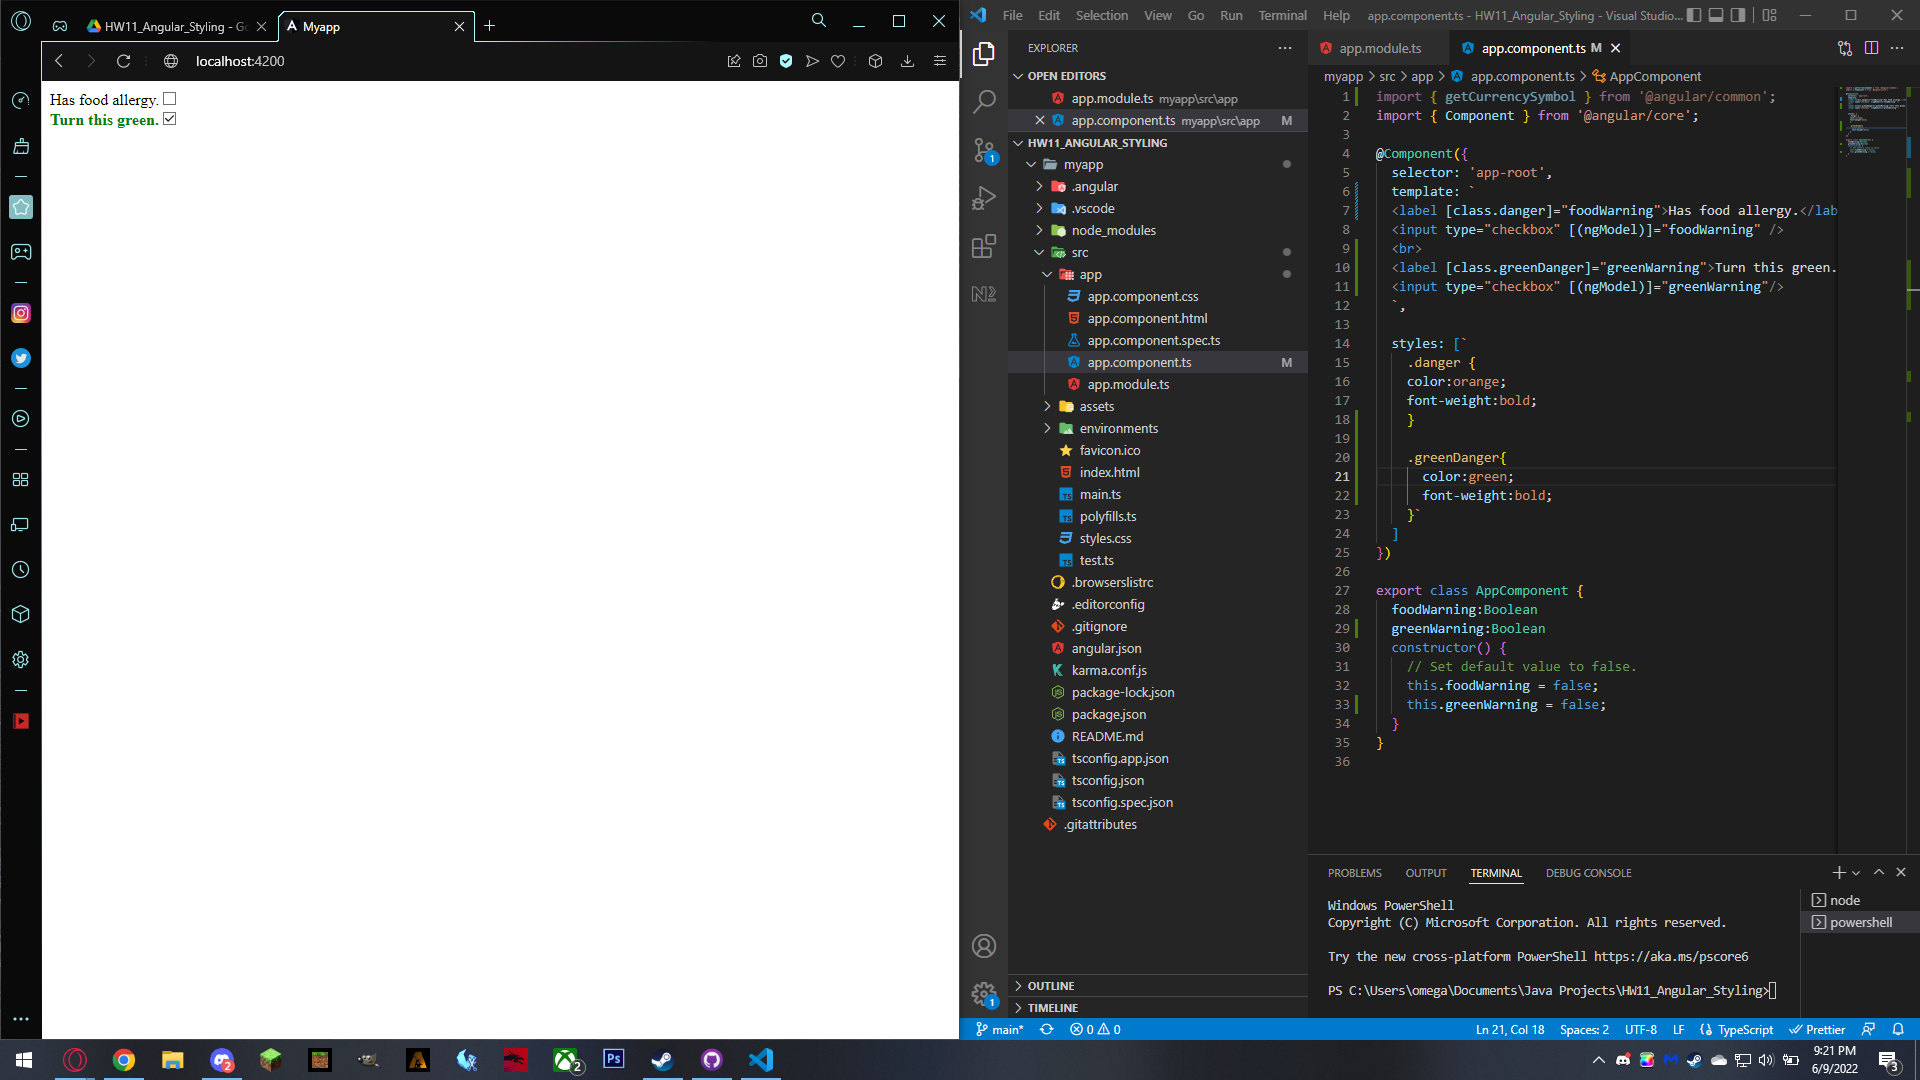 HW11_Angular_Styling - Go
Myapp
localhost:4200
Has food allergy.
Turn this green.
File Edit Selection View Go Run Terminal Help app.component.ts - HW11_Angular_Styling - Visual Studio...
EXPLORER
OPEN EDITORS
app.module.ts myapp\src\app
app.component.ts myapp\src\app M
HW11_ANGULAR_STYLING
myapp
.angular
.vscode
node_modules
src
app
app.component.css
app.component.html
app.component.spec.ts
app.component.ts M
app.module.ts
assets
environments
favicon.ico
index.html
main.ts
polyfills.ts
styles.css
test.ts
.browserslistrc
.editorconfig
.gitignore
angular.json
karma.conf.js
package-lock.json
package.json
README.md
tsconfig.app.json
tsconfig.json
tsconfig.spec.json
.gitattributes
OUTLINE
TIMELINE
app.module.ts
app.component.ts M
myapp > src > app > app.component.ts > AppComponent
1 import { getCurrencySymbol } from '@angular/common';
2 import { Component } from '@angular/core';
3
4 @Component({
5 selector: 'app-root',
6 template: `
7 <label [class.danger]="foodWarning">Has food allergy.</lab
8 <input type="checkbox" [(ngModel)]="foodWarning" />
9 <br>
10 <label [class.greenDanger]="greenWarning">Turn this green.
11 <input type="checkbox" [(ngModel)]="greenWarning"/>
12 `,
13
14 styles: [`
15 .danger {
16 color:orange;
17 font-weight:bold;
18 }
19
20 .greenDanger{
21 color:green;
22 font-weight:bold;
23 }`
24 ]
25 })
26
27 export class AppComponent {
28 foodWarning:Boolean
29 greenWarning:Boolean
30 constructor() {
31 // Set default value to false.
32 this.foodWarning = false;
33 this.greenWarning = false;
34 }
35 }
36
PROBLEMS OUTPUT TERMINAL DEBUG CONSOLE
Windows PowerShell
Copyright (C) Microsoft Corporation. All rights reserved.
Try the new cross-platform PowerShell https://aka.ms/pscore6
PS C:\Users\omega\Documents\Java Projects\HW11_Angular_Styling>
node
powershell
1
1
main* 0 0
Ln 21, Col 18 Spaces: 2 UTF-8 LF TypeScript Prettier
2
2
Ps
9:21 PM
6/9/2022
3